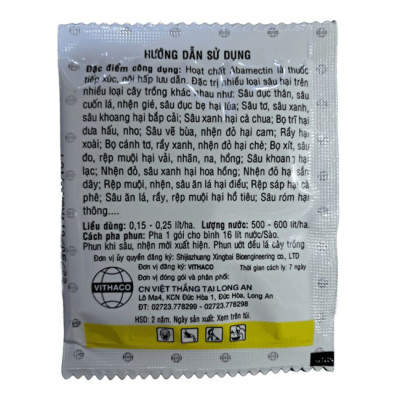 HƯỚNG DẪN SỬ DỤNG
Đặc điểm công dụng: Hoạt chất Abamectin là thuốc
tiếp xúc, nội hấp lưu dẫn. Đặc trị nhiều loại sâu hại trên
nhiều loại cây trồng khác nhau như: Sâu đục thân, sâu
cuốn lá, nhện gié, sâu đục bẹ hại lúa; Sâu tơ, sâu xanh,
sâu khoang hại bắp cải; Sâu xanh hại cà chua; Bọ trĩ hại
dưa hấu, nho; Sâu vẽ bùa, nhện đỏ hại cam; Rầy hại
xoài; Bọ cánh tơ, rầy xanh, nhện đỏ hại chè; Bọ xít, sâu
đo, rệp muội hại vải, nhãn, na, hồng; Sâu khoang hại
lạc; Nhện đỏ, sâu xanh hại hoa hồng; Nhện đỏ hại sắn
dây; Rệp muội, nhện, sâu ăn lá hại điều; Rệp sáp hại cà
phê; Sâu ăn lá, rầy, rệp muội hại hồ tiêu; Sâu róm hại
thông....
Liều dùng: 0,15 - 0,25 lít/ha. Lượng nước: 500 - 600 lít/ha.
Cách pha phun: Pha 1 gói cho bình 16 lít nước/Sào.
Phun khi sâu, nhện mới xuất hiện. Phun ướt đều lá cây trồng
Đơn vị ủy quyền đăng ký: Shijiazhuang Xingbai Bioengineering co., LTD
Đơn vị đăng ký: VITHACO Thời gian cách ly: 7 ngày
Đơn vị đóng gói và phân phối:
VITHACO
CN VIỆT THẮNG TẠI LONG AN
Lô Ma4, KCN Đức Hòa 1, Đức Hòa, Long An
ĐT: 02723.778299 - 02723.779788
HSD: 2 năm. Ngày sản xuất: Xem trên túi.